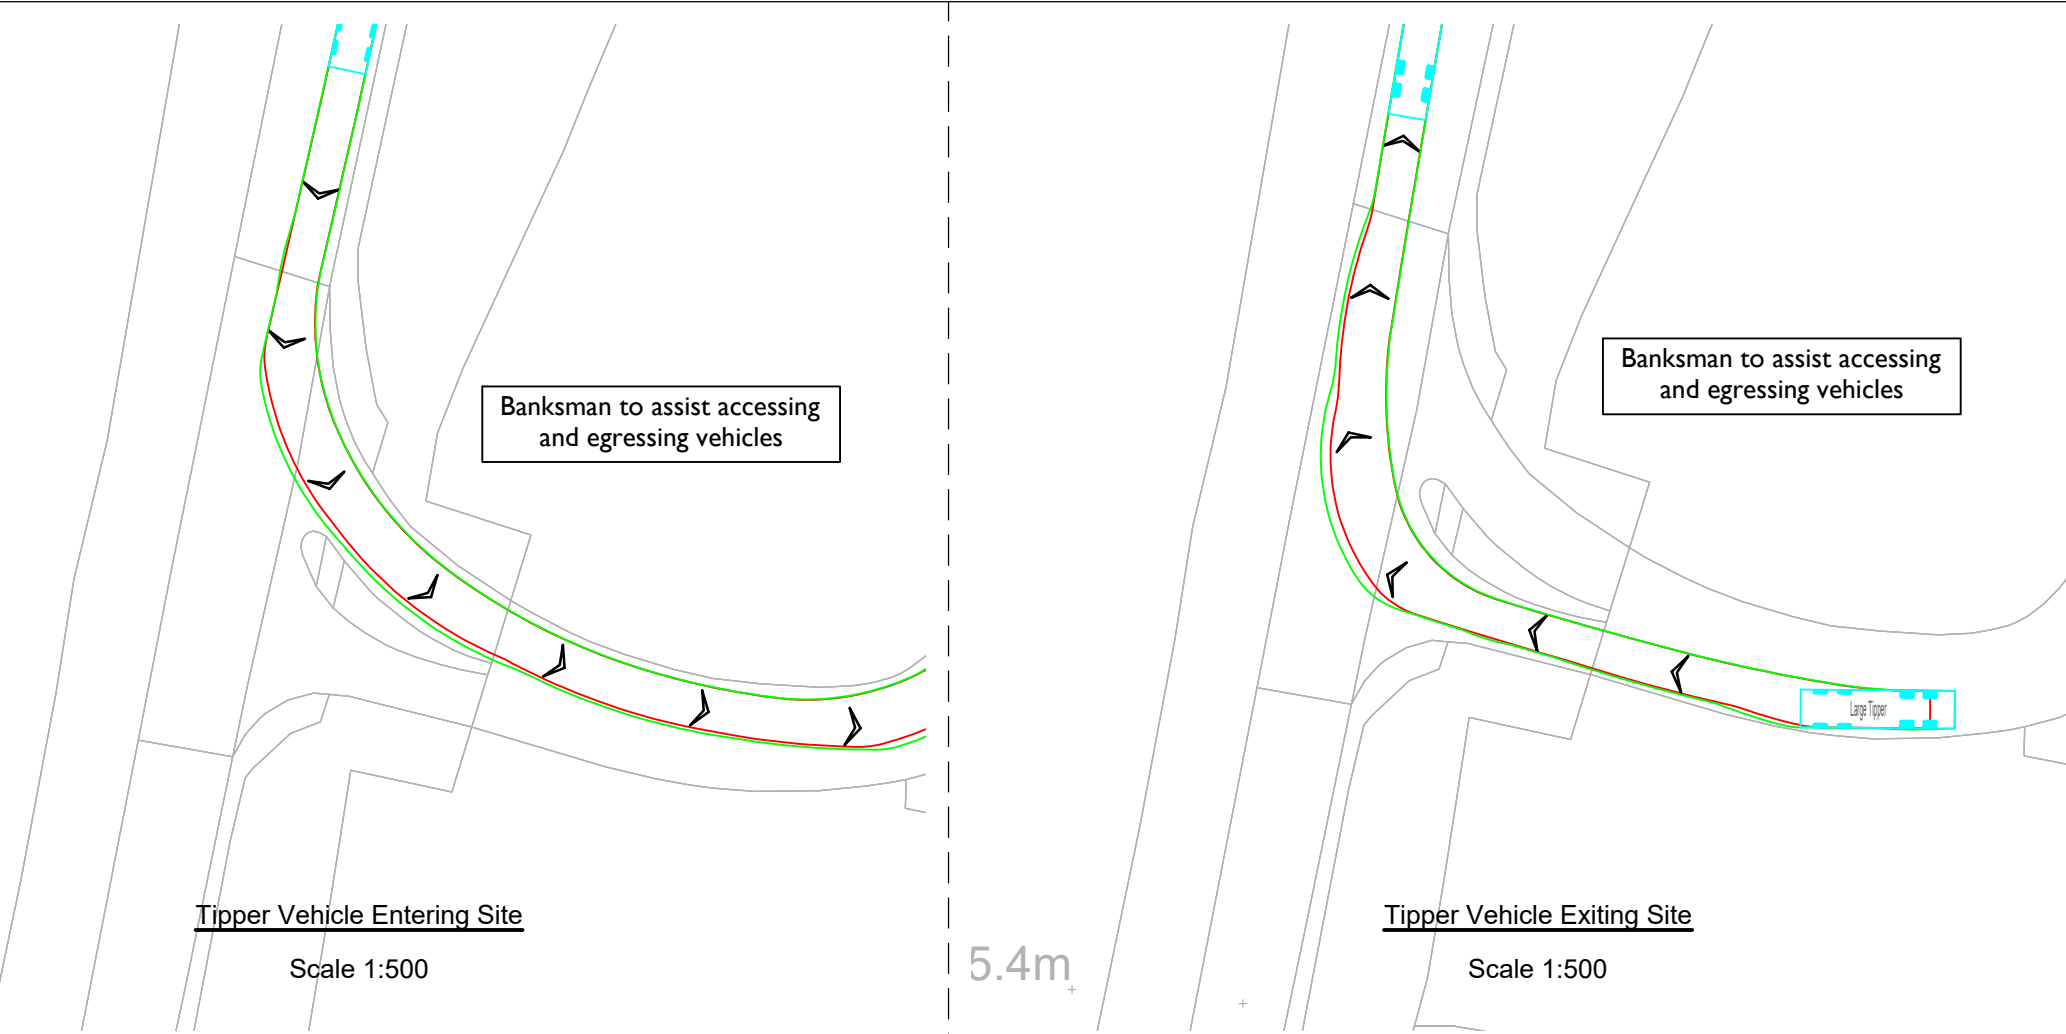 Banksman to assist accessing
and egressing vehicles
Tipper Vehicle Entering Site
Scale 1:500
Banksman to assist accessing
and egressing vehicles
Large Tipper
Tipper Vehicle Exiting Site
Scale 1:500
5.4m